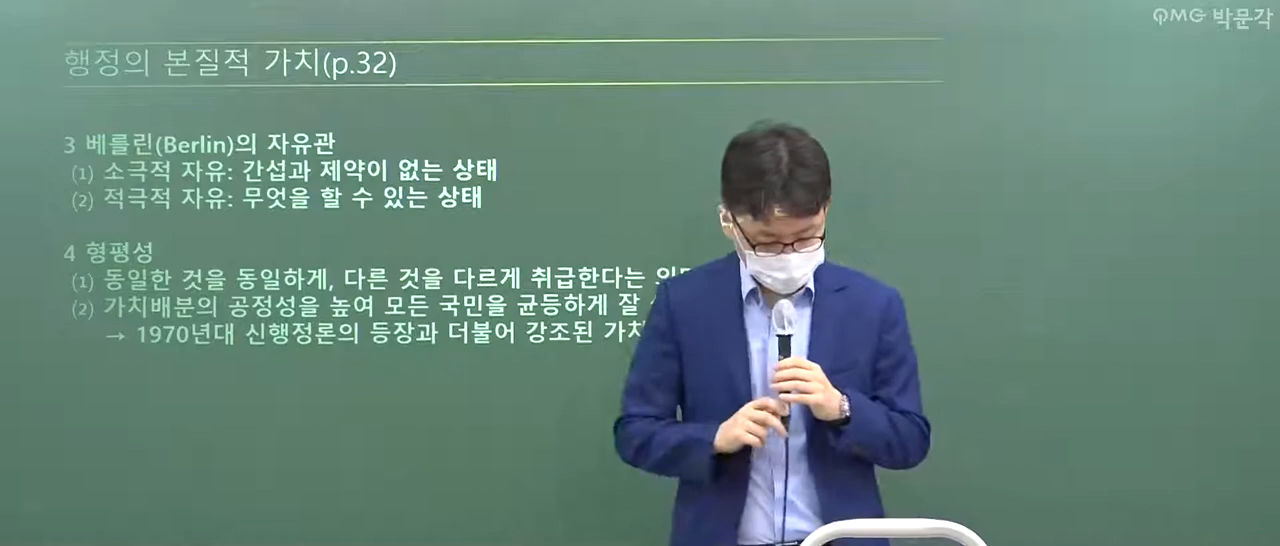 PMG 박문각
행정의 본질적 가치(p.32)
3 베를린(Berlin)의 자유관
(1) 소극적 자유: 간섭과 제약이 없는 상태
(2) 적극적 자유: 무엇을 할 수 있는 상태
4 형평성
(1) 동일한 것을 동일하게, 다른 것을 다르게 취급한다는
(2) 가치배분의 공정성을 높여 모든 국민을 균등하게 잘
→ 1970년대 신행정론의 등장과 더불어 강조된